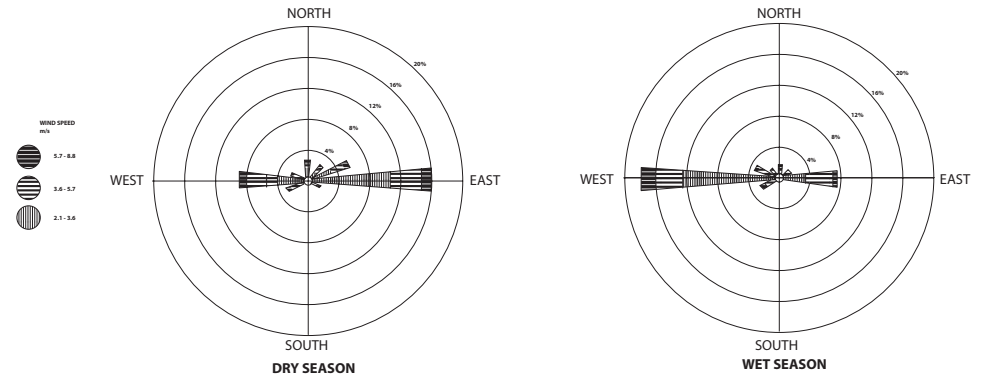 WIND SPEED
m/s
5.7 - 8.8
3.6 - 5.7
2.1 - 3.6
NORTH
20%
16%
12%
8%
4%
WEST
EAST
SOUTH
DRY SEASON
NORTH
20%
16%
12%
8%
4%
WEST
EAST
SOUTH
WET SEASON